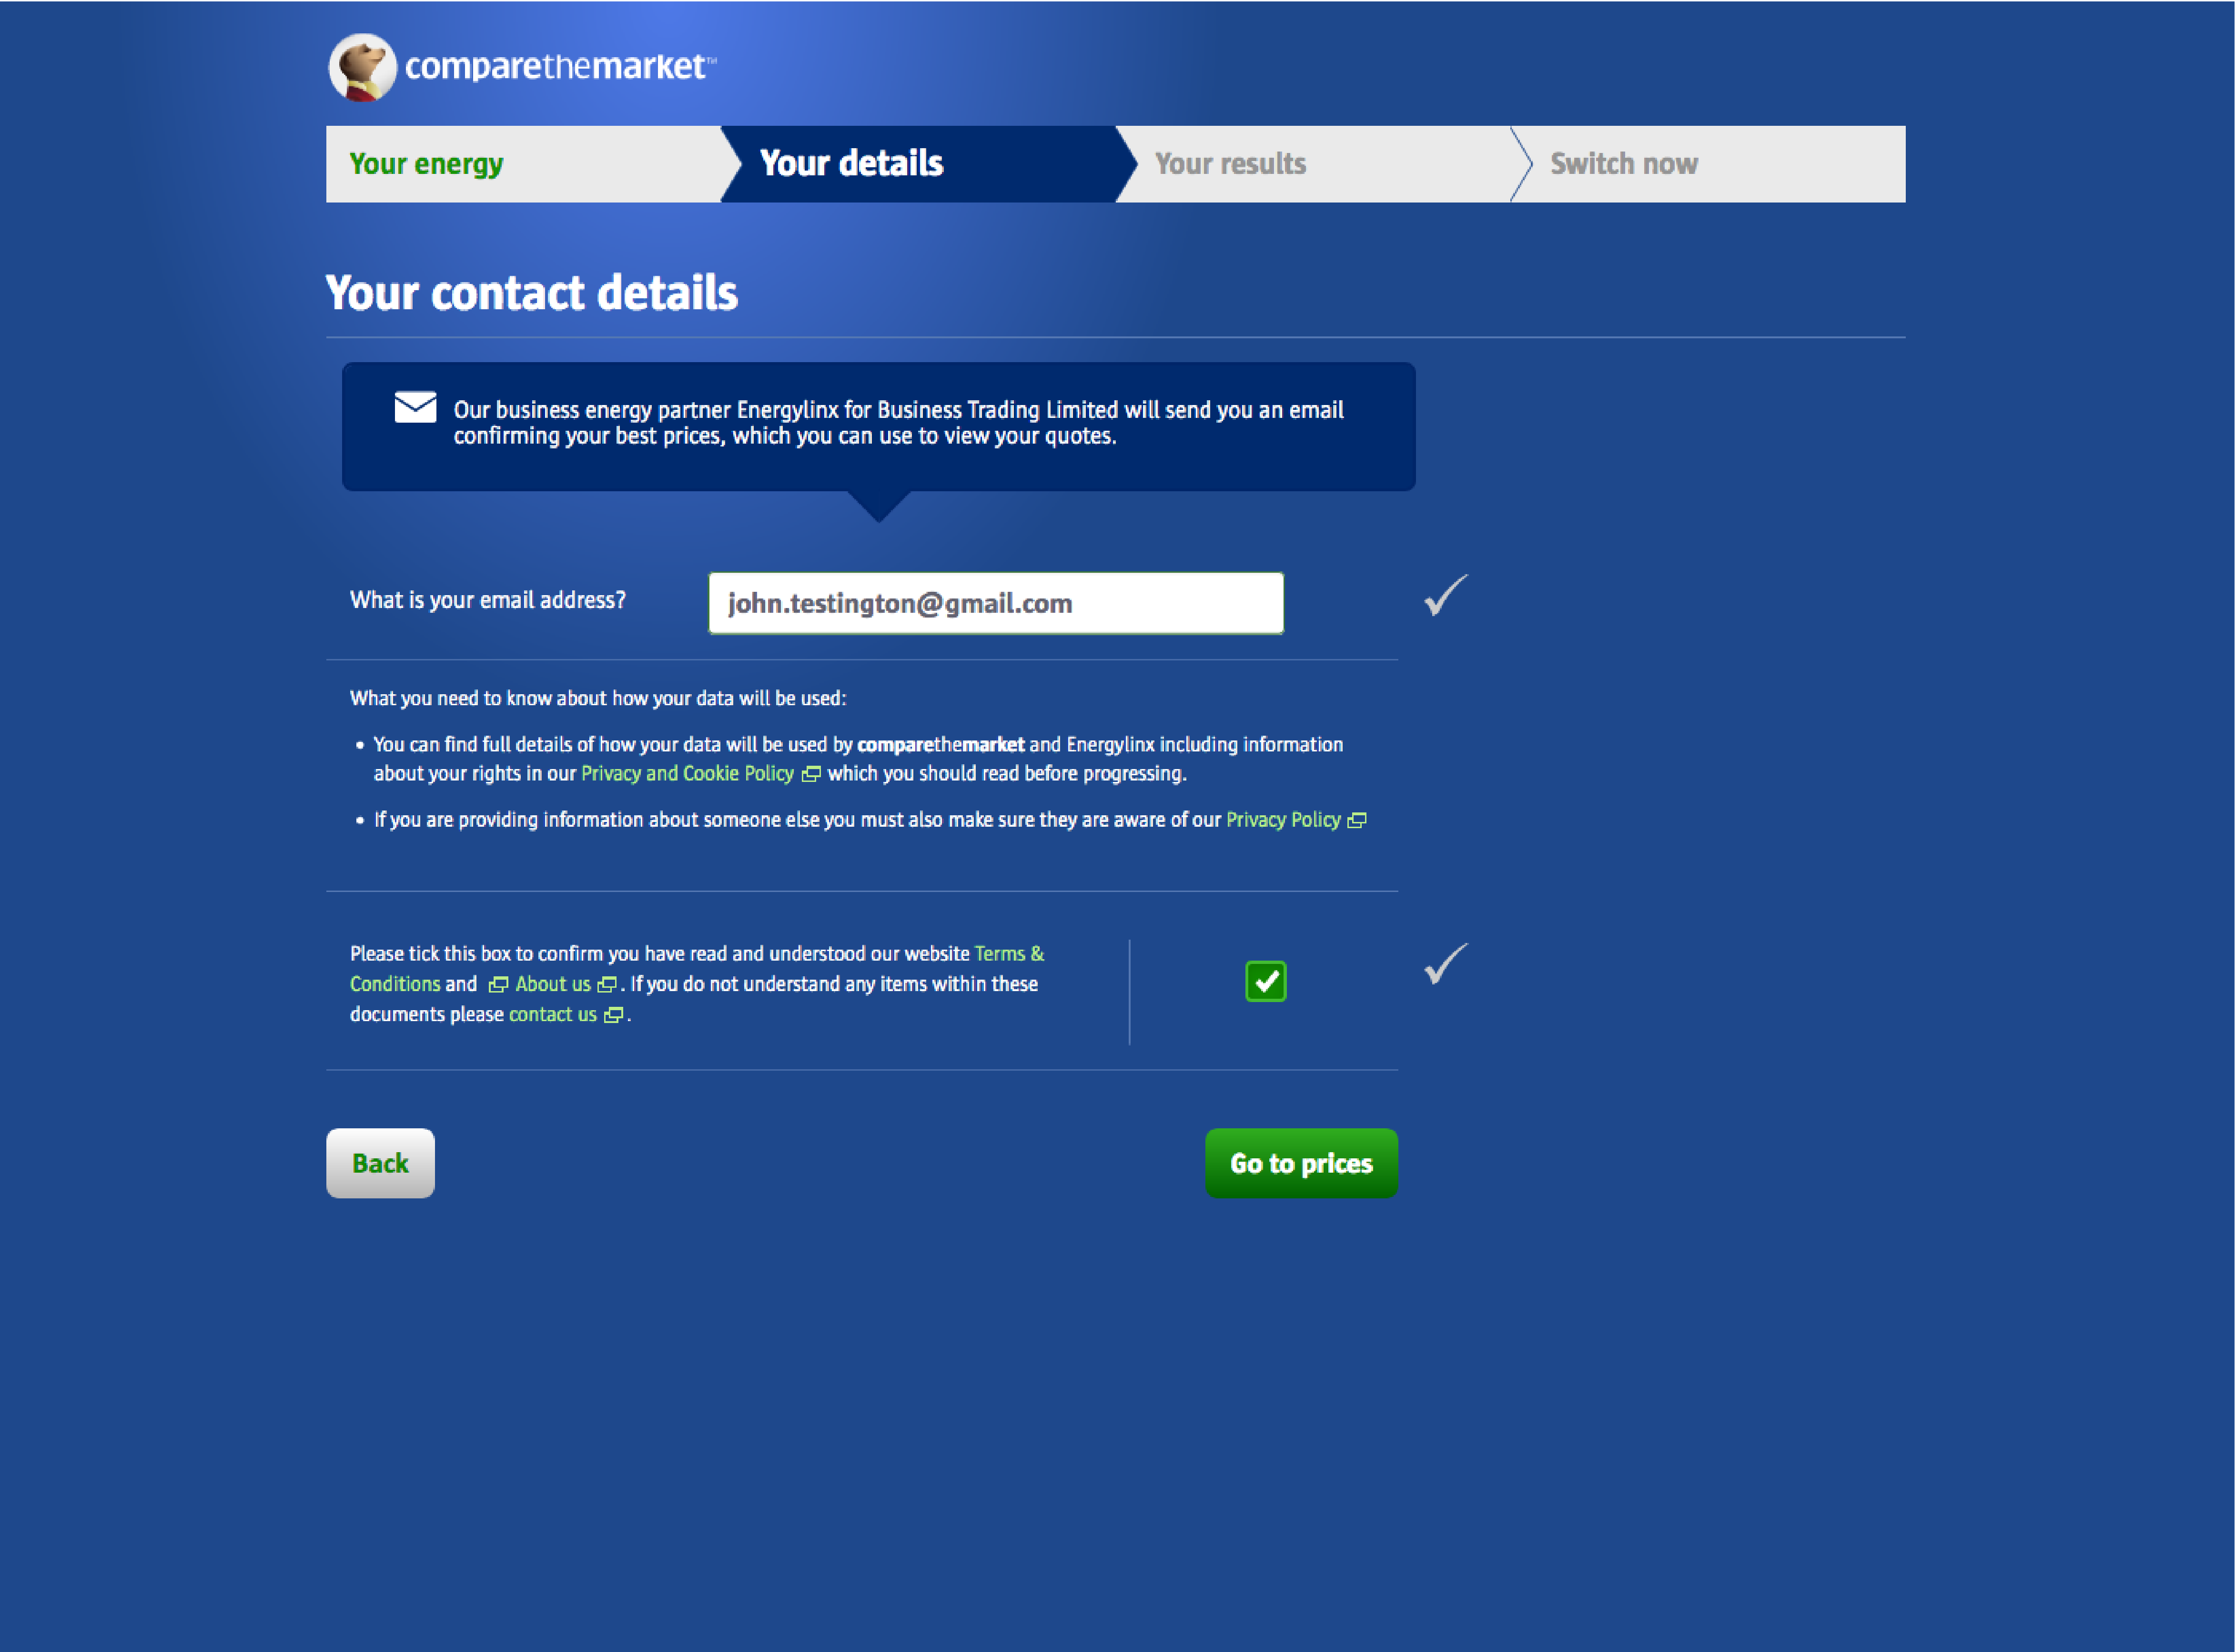 comparethemarket™
Your energy
Your details
Your results
Switch now
Your contact details
Our business energy partner Energylinx for Business Trading Limited will send you an email
confirming your best prices, which you can use to view your quotes.
What is your email address?
john.testington@gmail.com
What you need to know about how your data will be used:
• You can find full details of how your data will be used by comparethemarket and Energylinx including information
about your rights in our Privacy and Cookie Policy which you should read before progressing.
• If you are providing information about someone else you must also make sure they are aware of our Privacy Policy
Please tick this box to confirm you have read and understood our website Terms &
Conditions and About us . If you do not understand any items within these
documents please contact us .
Back
Go to prices